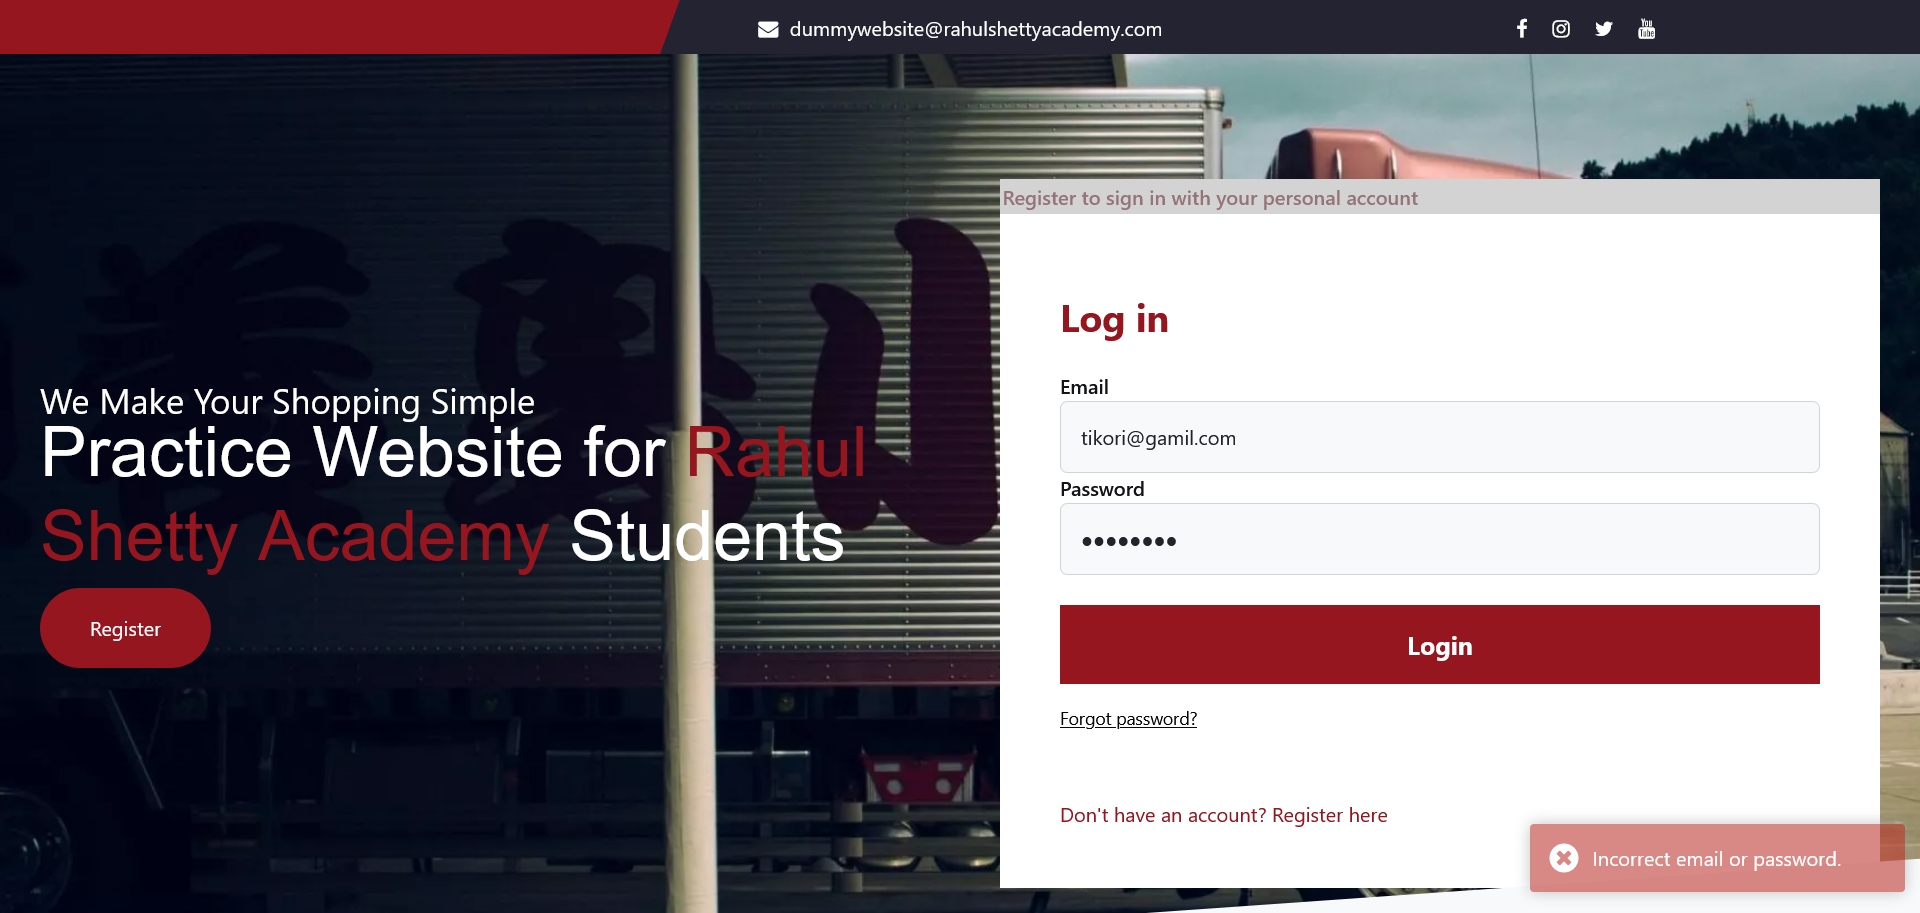 dummywebsite@rahulshettyacademy.com
Register to sign in with your personal account
We Make Your Shopping Simple
Practice Website for Rahul
Shetty Academy Students
Register
Log in
Email
tikori@gamil.com
Password
••••••••
Login
Forgot password?
Don't have an account? Register here
Incorrect email or password.